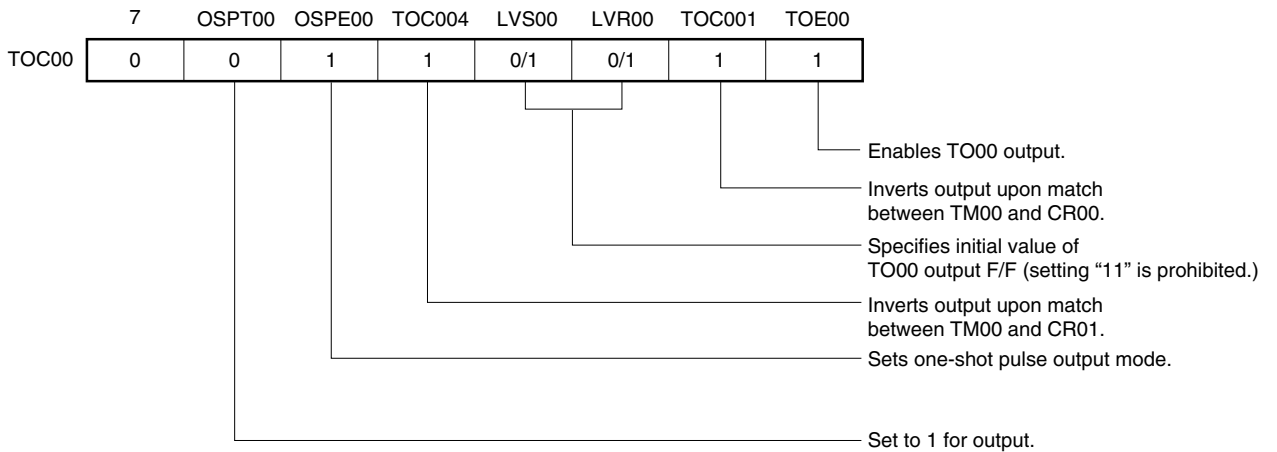 7 OSPT00 OSPE00 TOC004 LVS00 LVR00 TOC001 TOE00
TOC00 0 0 1 1 0/1 0/1 1 1
Enables TO00 output.
Inverts output upon match
between TM00 and CR00.
Specifies initial value of
TO00 output F/F (setting “11” is prohibited.)
Inverts output upon match
between TM00 and CR01.
Sets one-shot pulse output mode.
Set to 1 for output.